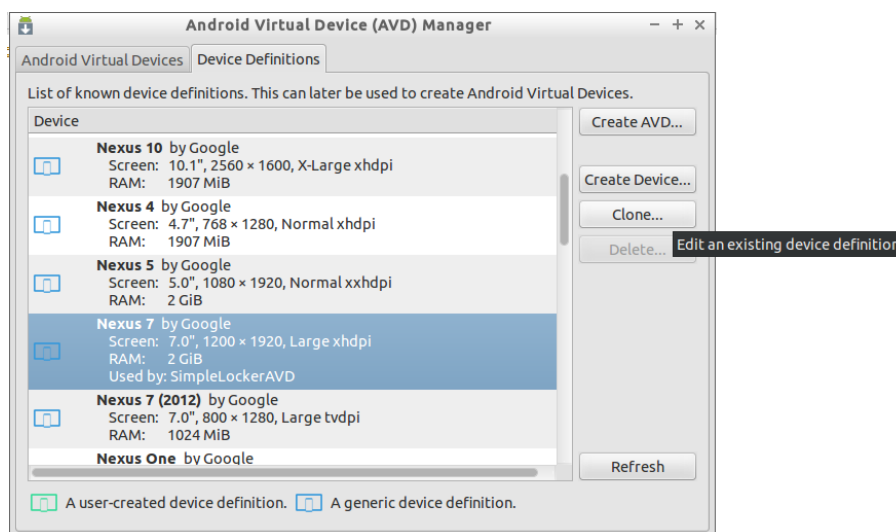 Android Virtual Device (AVD) Manager
Android Virtual Devices Device Definitions
List of known device definitions. This can later be used to create Android Virtual Devices.
Device
Nexus 10 by Google
Screen: 10.1", 2560 × 1600, X-Large xhdpi
RAM: 1907 MiB
Nexus 4 by Google
Screen: 4.7", 768 × 1280, Normal xhdpi
RAM: 1907 MiB
Nexus 5 by Google
Screen: 5.0", 1080 × 1920, Normal xxhdpi
RAM: 2 GiB
Nexus 7 by Google
Screen: 7.0", 1200 × 1920, Large xhdpi
RAM: 2 GiB
Used by: SimpleLockerAVD
Nexus 7 (2012) by Google
Screen: 7.0", 800 × 1280, Large tvdpi
RAM: 1024 MiB
Nexus One by Google
Create AVD...
Create Device...
Clone...
Delete...
Edit an existing device definition
Refresh
A user-created device definition. A generic device definition.